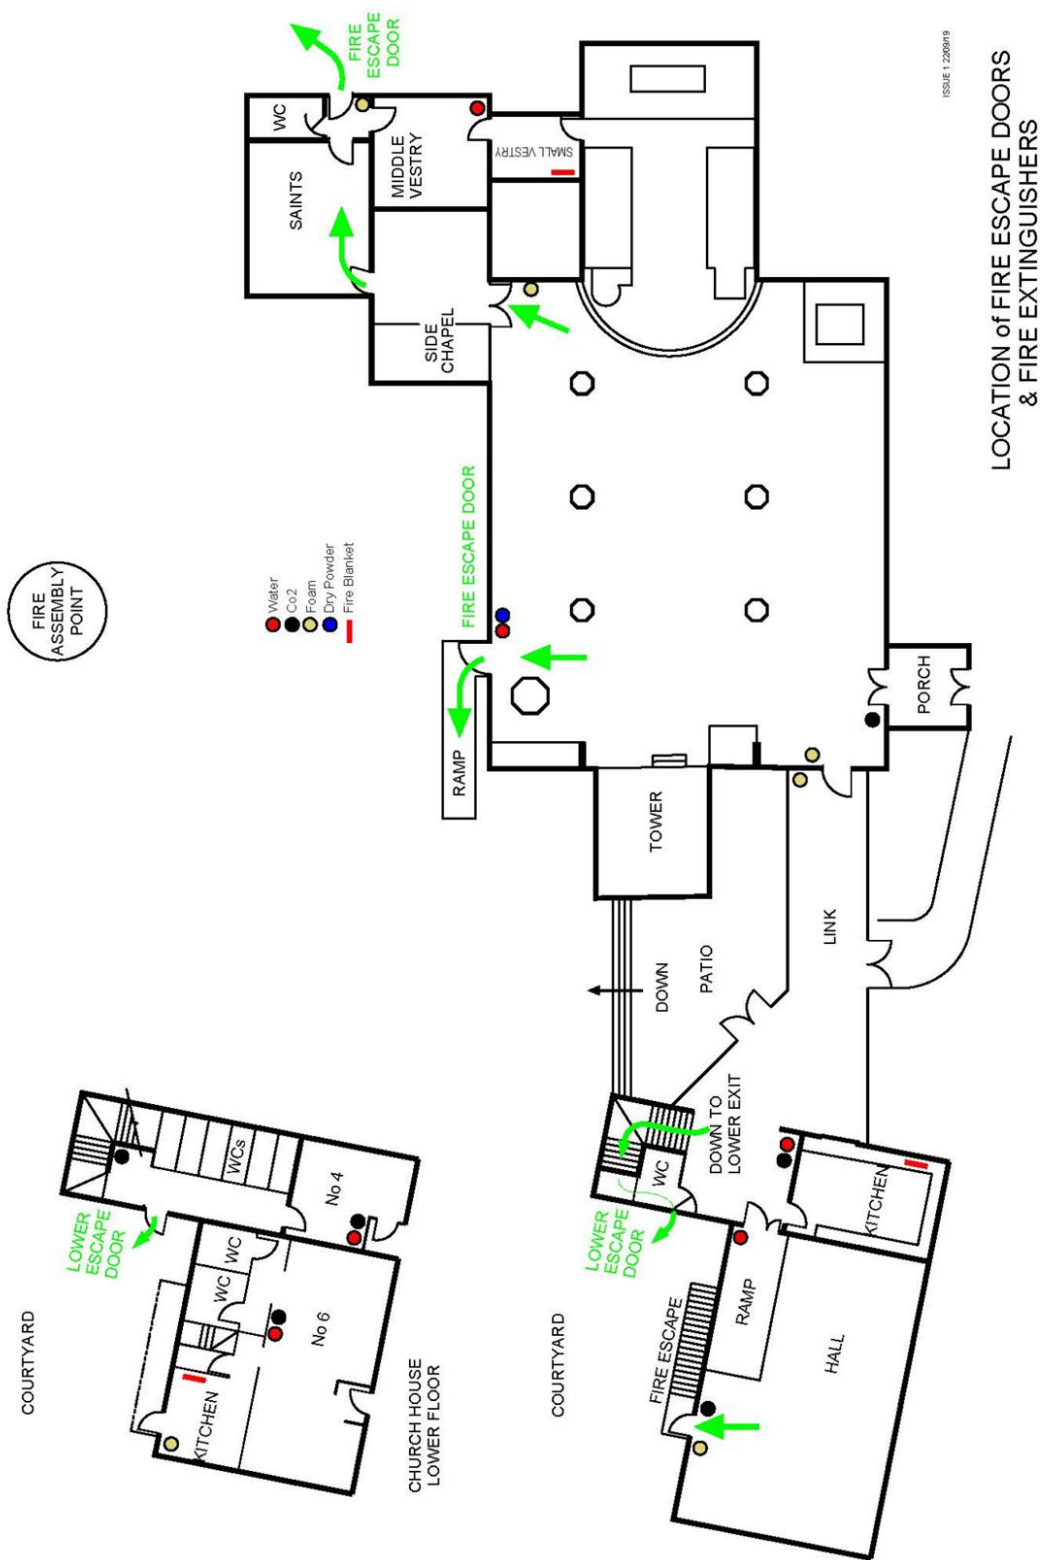 FIRE
ESCAPE
DOOR
WC
SAINTS
MIDDLE
VESTRY
SMALL VESTRY
SIDE
CHAPEL
ISSUE 1 22/09/19
LOCATION of FIRE ESCAPE DOORS
& FIRE EXTINGUISHERS
FIRE
ASSEMBLY
POINT
Water
Co2
Foam
Dry Powder
Fire Blanket
FIRE ESCAPE DOOR
RAMP
PORCH
TOWER
LINK
DOWN
PATIO
DOWN TO
LOWER EXIT
WC
KITCHEN
LOWER
ESCAPE
DOOR
FIRE ESCAPE
RAMP
HALL
COURTYARD
WCs
No 4
LOWER
ESCAPE
DOOR
WC
WC
No 6
KITCHEN
COURTYARD
CHURCH HOUSE
LOWER FLOOR